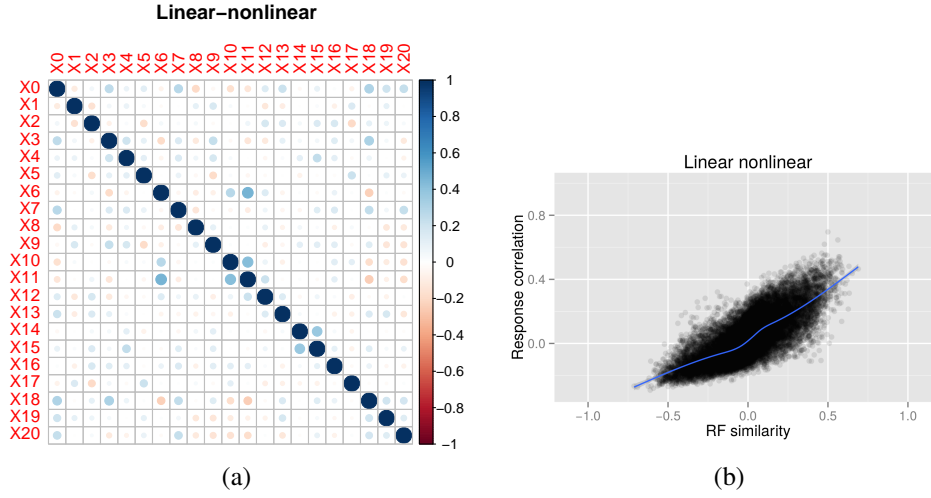 Linear−nonlinear
X0 X1 X2 X3 X4 X5 X6 X7 X8 X9 X10 X11 X12 X13 X14 X15 X16 X17 X18 X19 X20
X0
X1
X2
X3
X4
X5
X6
X7
X8
X9
X10
X11
X12
X13
X14
X15
X16
X17
X18
X19
X20
1
0.8
0.6
0.4
0.2
0
−0.2
−0.4
−0.6
−0.8
−1
(a)
Linear nonlinear
Response correlation
0.8
0.4
0.0
−1.0 −0.5 0.0 0.5 1.0
RF similarity
(b)